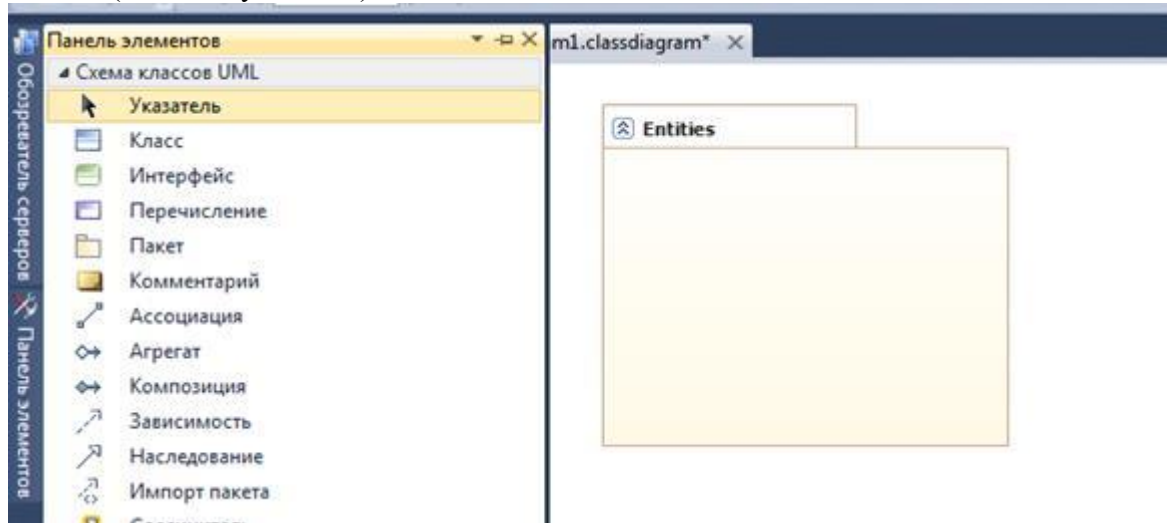 Панель элементов
m1.classdiagram*
Схема классов UML
Указатель
Класс
Интерфейс
Перечисление
Пакет
Комментарий
Ассоциация
Агрегат
Композиция
Зависимость
Наследование
Импорт пакета
Entities
Обозреватель серверов
Панель элементов